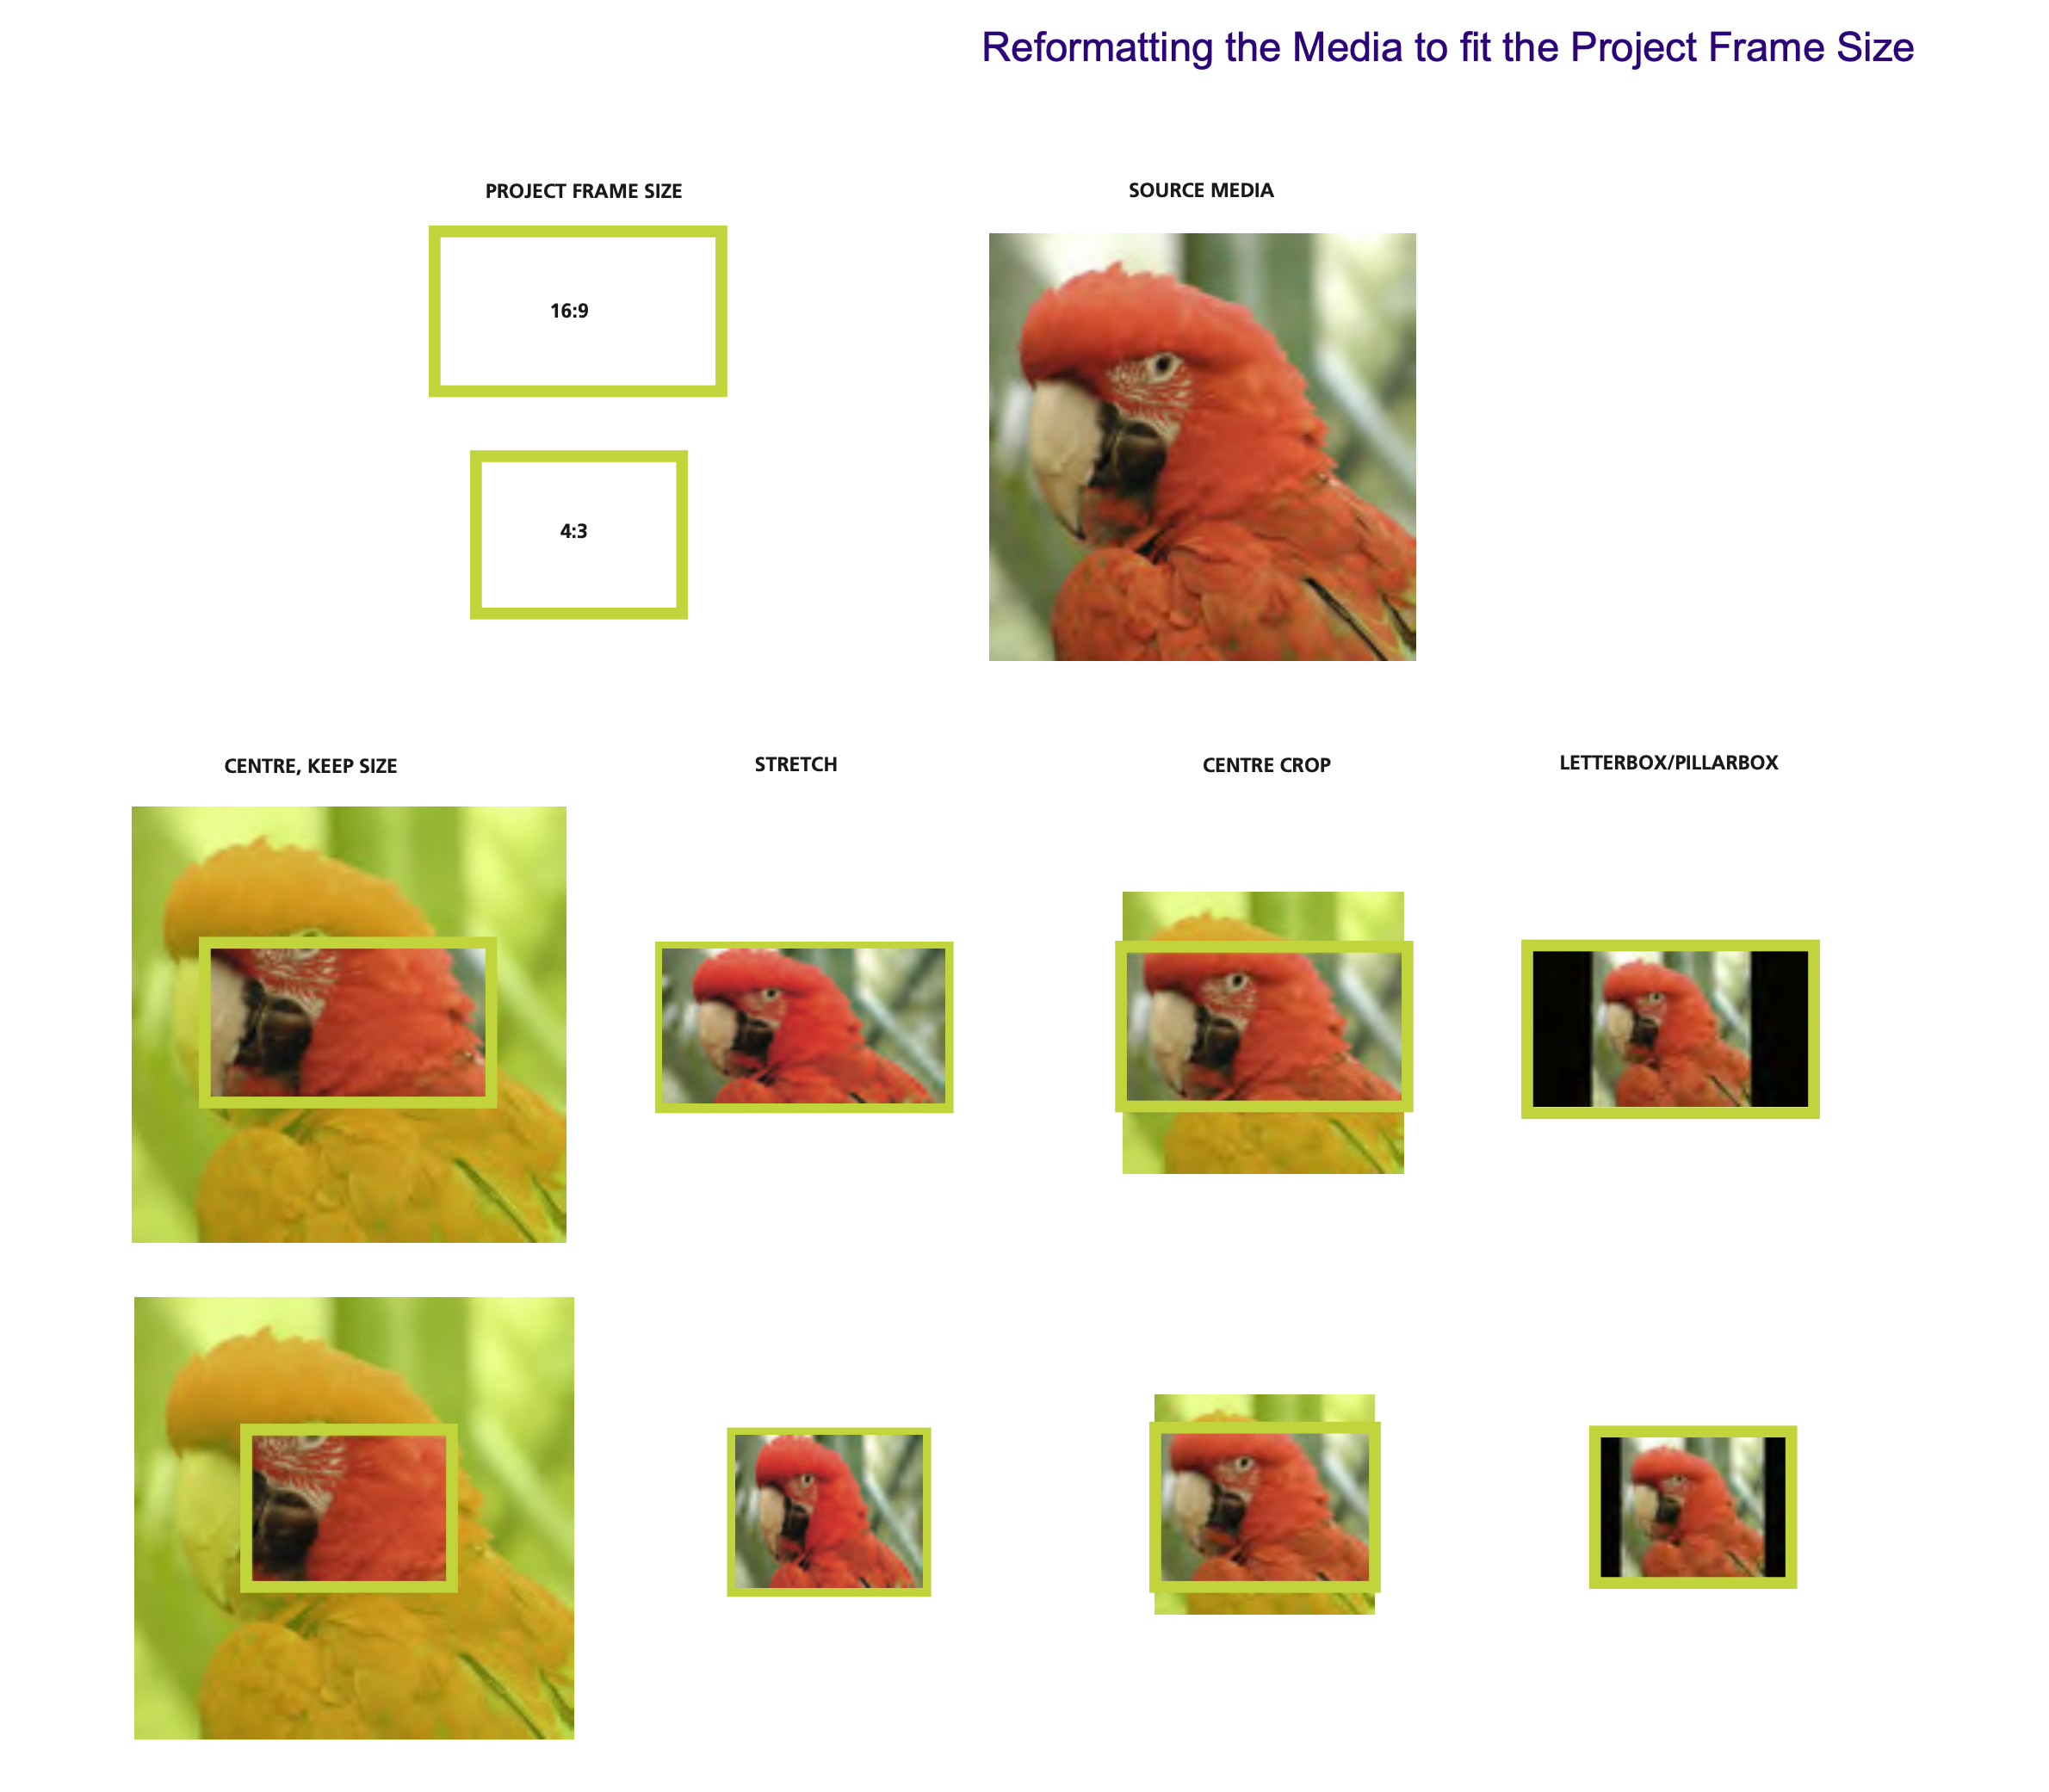 Reformatting the Media to fit the Project Frame Size
PROJECT FRAME SIZE
SOURCE MEDIA
16:9
4:3
CENTRE, KEEP SIZE
STRETCH
CENTRE CROP
LETTERBOX/PILLARBOX